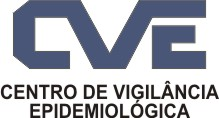 CVE
CENTRO DE VIGILÂNCIA
EPIDEMIOLÓGICA